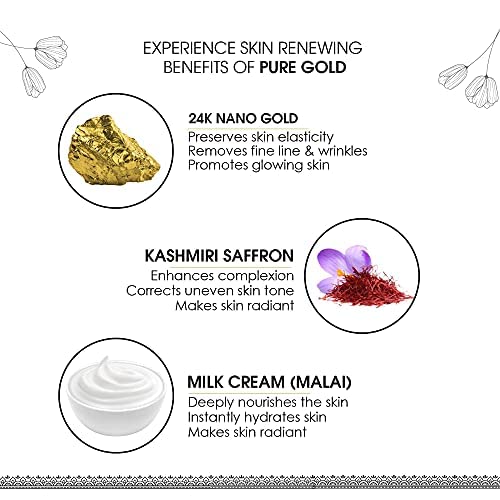 EXPERIENCE SKIN RENEWING
BENEFITS OF PURE GOLD
24K NANO GOLD
Preserves skin elasticity
Removes fine line & wrinkles
Promotes glowing skin
KASHMIRI SAFFRON
Enhances complexion
Corrects uneven skin tone
Makes skin radiant
MILK CREAM (MALAI)
Deeply nourishes the skin
Instantly hydrates skin
Makes skin radiant